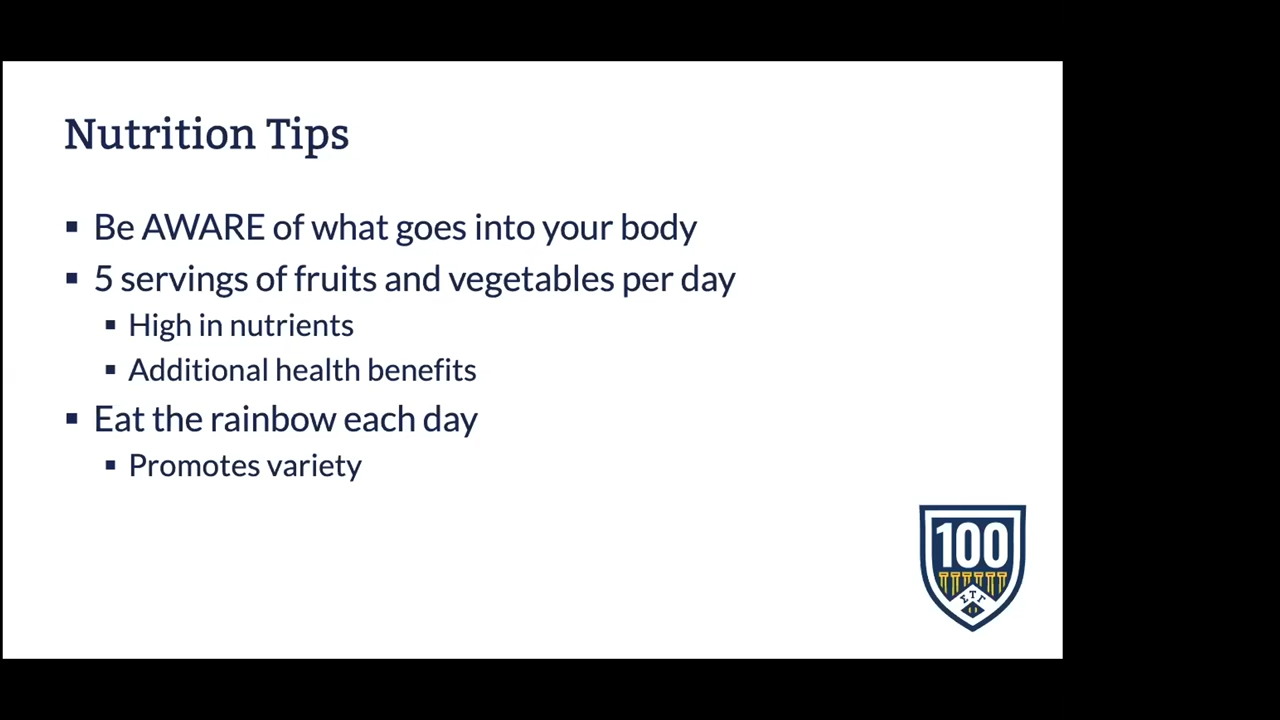 Nutrition Tips
▪ Be AWARE of what goes into your body
▪ 5 servings of fruits and vegetables per day
▪ High in nutrients
▪ Additional health benefits
▪ Eat the rainbow each day
▪ Promotes variety
100
ΣΤΓ